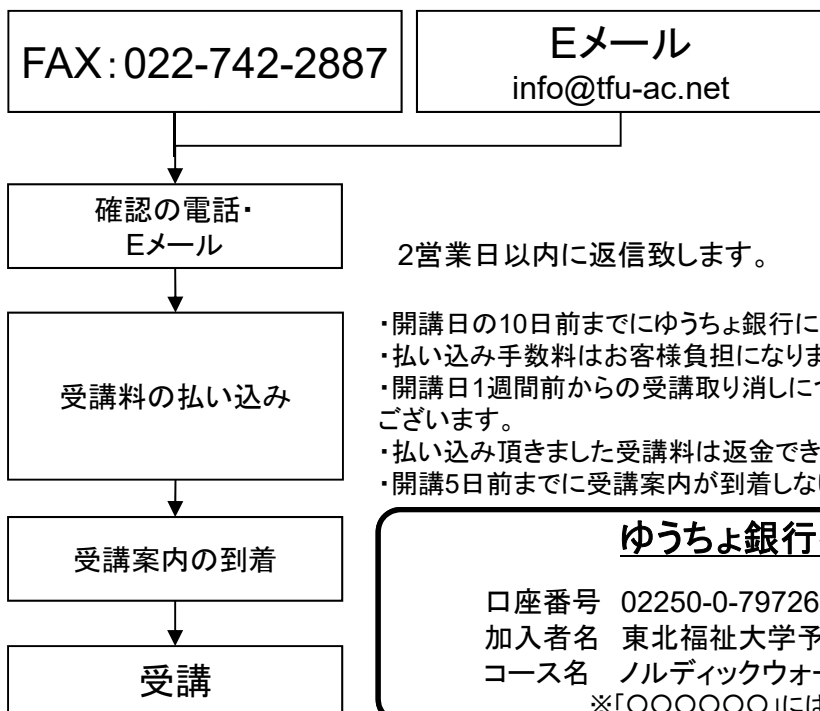 FAX:022-742-2887
Eメール
info@tfu-ac.net
確認の電話・
Eメール
2営業日以内に返信致します。
受講料の払い込み
・開講日の10日前までにゆうちょ銀行に
・払い込み手数料はお客様負担になりま
・開講日1週間前からの受講取り消しにつ
ございます。
・払い込み頂きました受講料は返金でき
・開講5日前までに受講案内が到着しな
受講案内の到着
ゆうちょ銀行
口座番号 02250-0-79726
加入者名 東北福祉大学予
コース名 ノルディックウォー
※「○○○○○○」には
受講